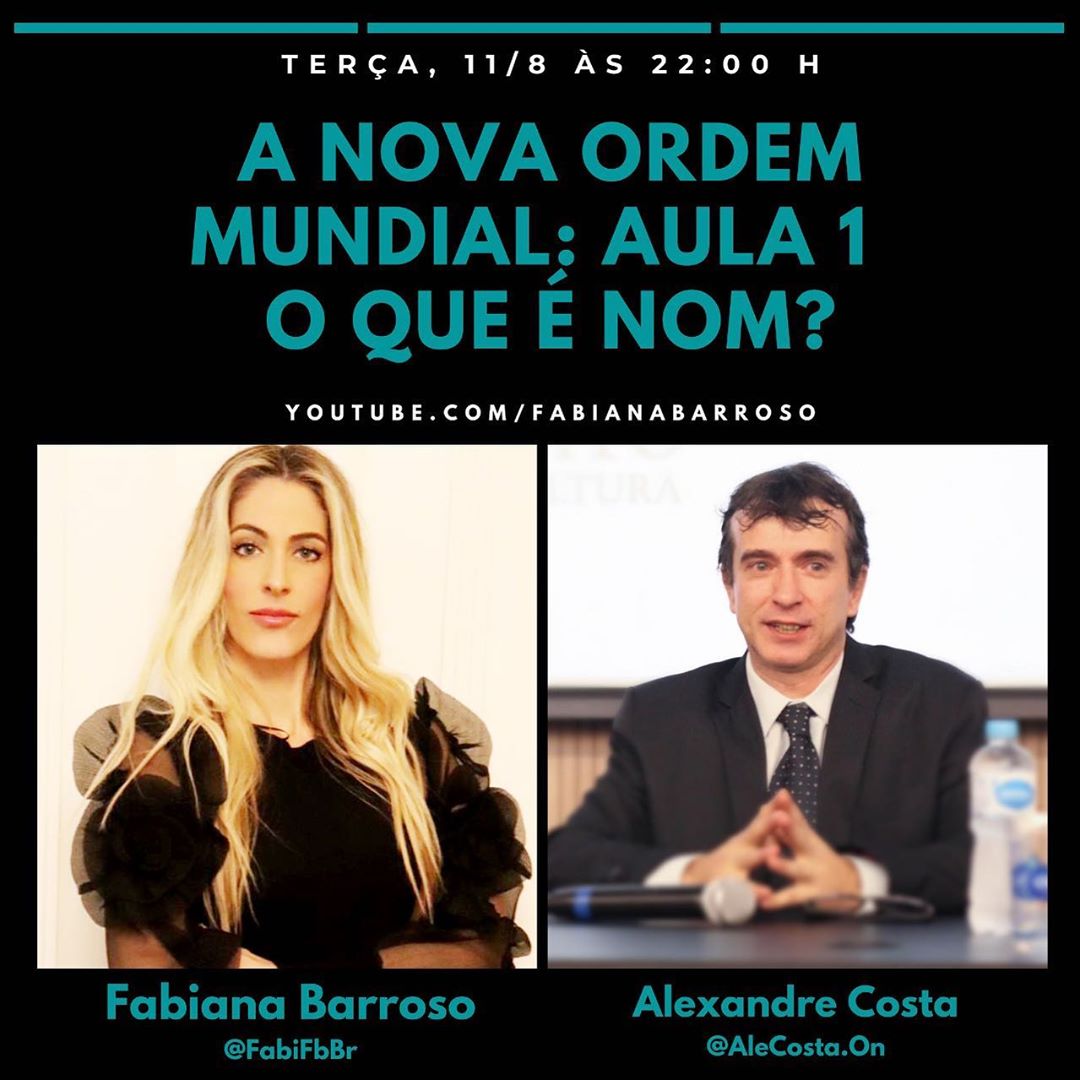 TERÇA, 11/8 ÀS 22:00 H
A NOVA ORDEM
MUNDIAL: AULA 1
O QUE É NOM?
YOUTUBE.COM/FABIANABARROSO
LTURA
Fabiana Barroso
Alexandre Costa
@FabiFbBr
@AleCosta.On